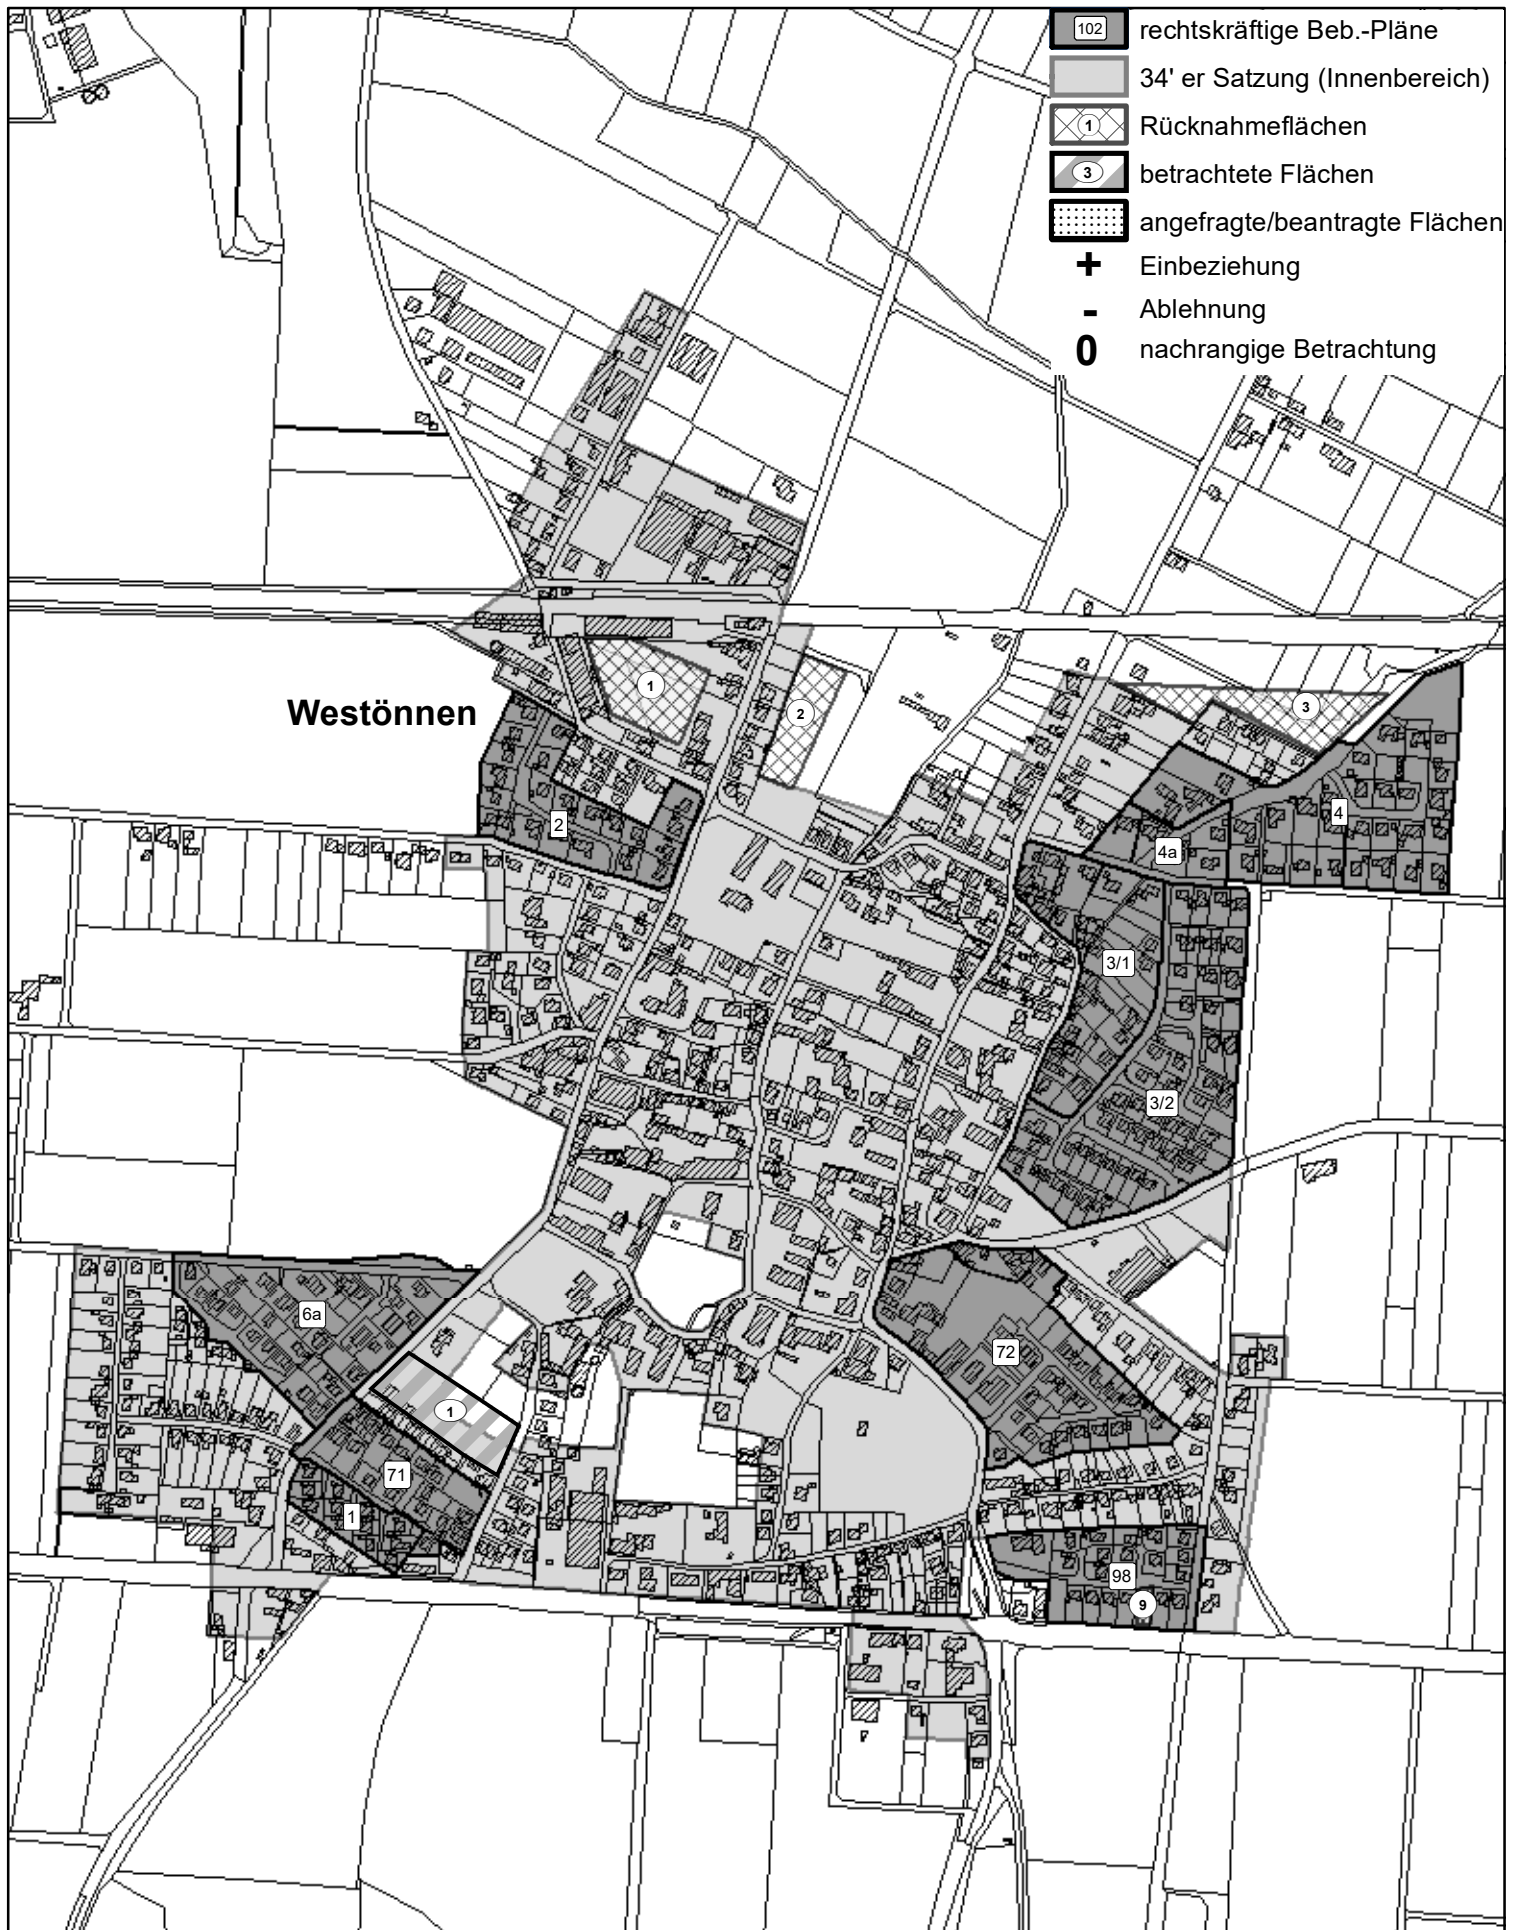 102 rechtskräftige Beb.-Pläne
34' er Satzung (Innenbereich)
1 Rücknahmeflächen
3 betrachtete Flächen
angefragte/beantragte Flächen
+ Einbeziehung
- Ablehnung
0 nachrangige Betrachtung
1
2
3
Westönnen
2
4
4a
3/1
3/2
6a
72
1
71
1
98
9